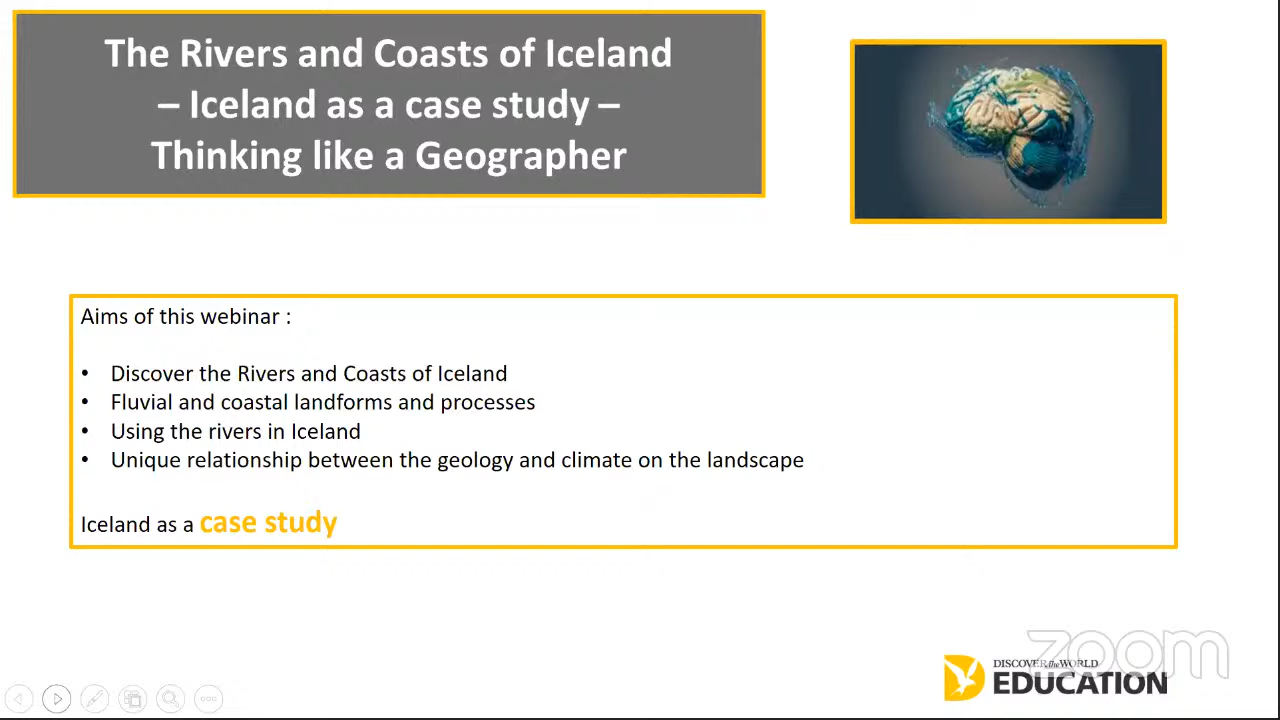 The Rivers and Coasts of Iceland
– Iceland as a case study –
Thinking like a Geographer
Aims of this webinar :
• Discover the Rivers and Coasts of Iceland
• Fluvial and coastal landforms and processes
• Using the rivers in Iceland
• Unique relationship between the geology and climate on the landscape
Iceland as a case study
zoom
DISCOVER the WORLD
EDUCATION